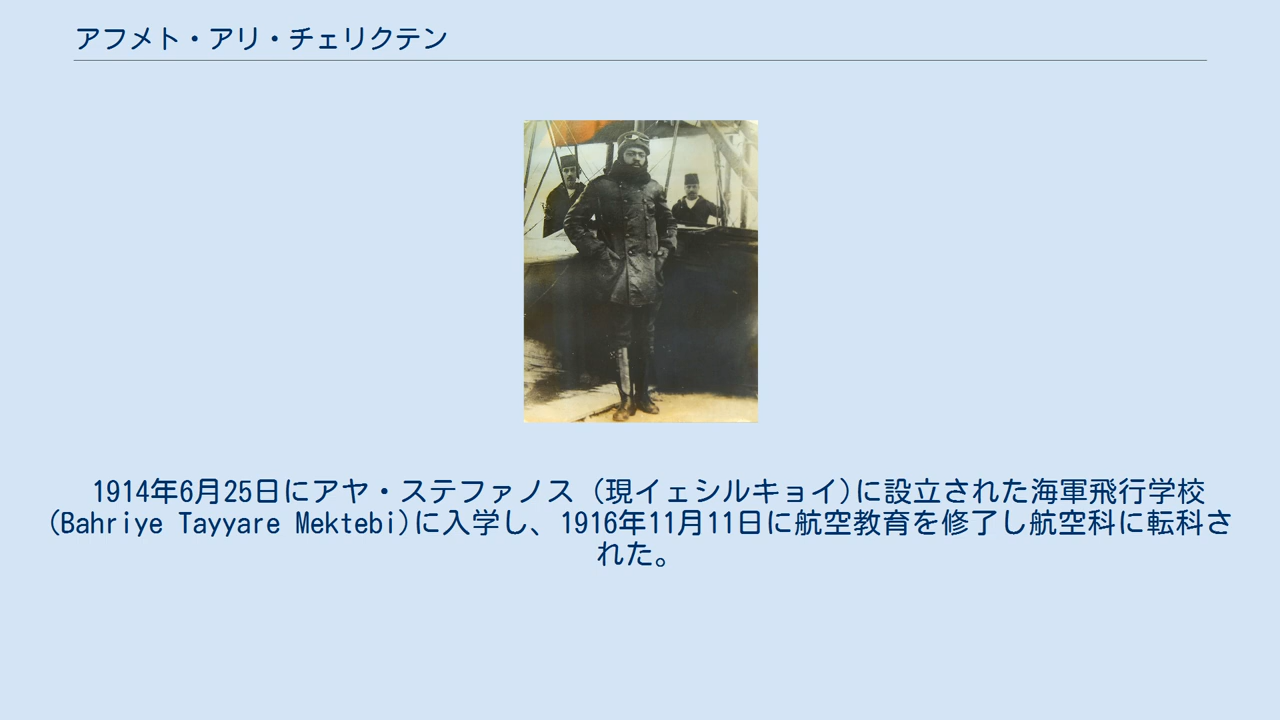 アフメト・アリ・チェリクテン
1914年6月25日にアヤ・ステファノス (現イェシルキョイ)に設立された海軍飛行学校
(Bahriye Tayyare Mektebi)に入学し、1916年11月11日に航空教育を修了し航空科に転科さ
れた。